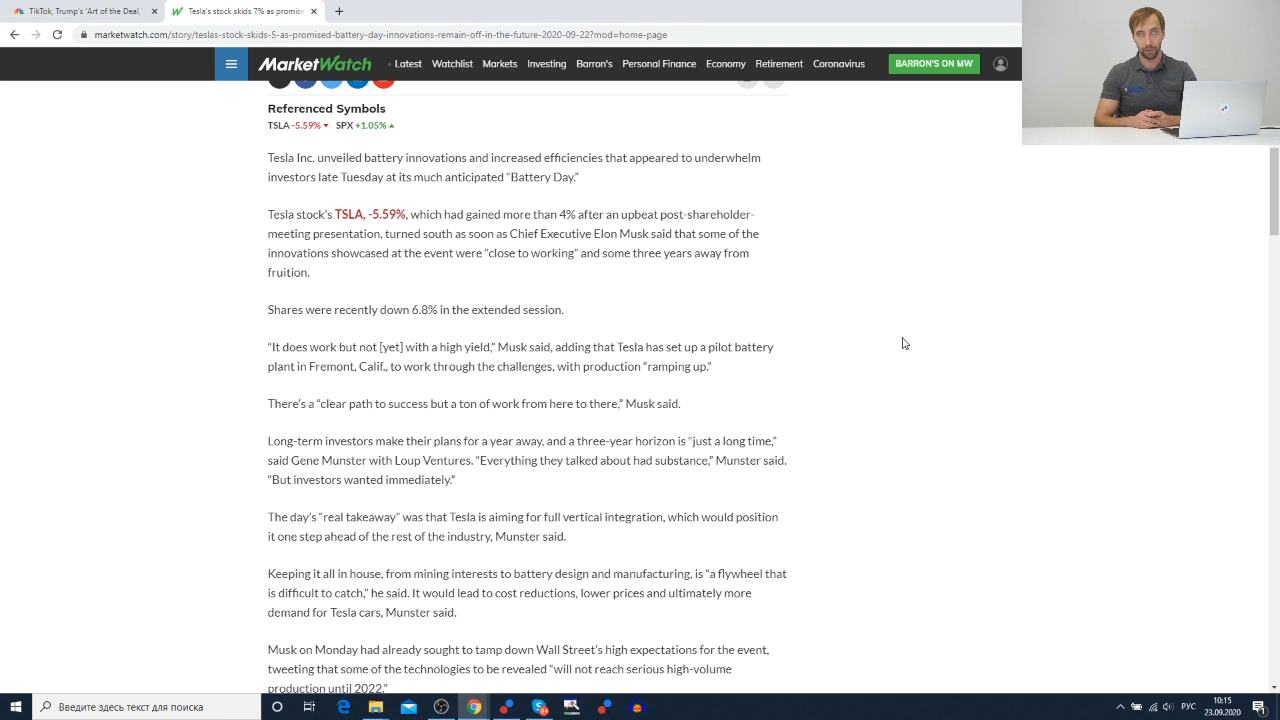 TikTok, Trump's 'Art of the Deal,'
Tesla's stock skids 7% as promise
marketwatch.com/story/teslas-stock-skids-5-as-promised-battery-day-innovations-remain-off-in-the-future-2020-09-22?mod=home-page
MarketWatch
Latest Watchlist Markets Investing Barron's Personal Finance Economy Retirement Coronavirus
BARRON'S ON MW
Referenced Symbols
TSLA -5.59% SPX +1.05%
Tesla Inc. unveiled battery innovations and increased efficiencies that appeared to underwhelm
investors late Tuesday at its much anticipated “Battery Day.”
Tesla stock’s TSLA, -5.59%, which had gained more than 4% after an upbeat post-shareholder-
meeting presentation, turned south as soon as Chief Executive Elon Musk said that some of the
innovations showcased at the event were “close to working” and some three years away from
fruition.
Shares were recently down 6.8% in the extended session.
“It does work but not [yet] with a high yield,” Musk said, adding that Tesla has set up a pilot battery
plant in Fremont, Calif., to work through the challenges, with production “ramping up.”
There’s a “clear path to success but a ton of work from here to there,” Musk said.
Long-term investors make their plans for a year away, and a three-year horizon is “just a long time,”
said Gene Munster with Loup Ventures. “Everything they talked about had substance,” Munster said.
“But investors wanted immediately.”
The day’s “real takeaway” was that Tesla is aiming for full vertical integration, which would position
it one step ahead of the rest of the industry, Munster said.
Keeping it all in house, from mining interests to battery design and manufacturing, is “a flywheel that
is difficult to catch,” he said. It would lead to cost reductions, lower prices and ultimately more
demand for Tesla cars, Munster said.
Musk on Monday had already sought to tamp down Wall Street’s high expectations for the event,
tweeting that some of the technologies to be revealed “will not reach serious high-volume
production until 2022.”
Введите здесь текст для поиска
РУС
10:15
23.09.2020